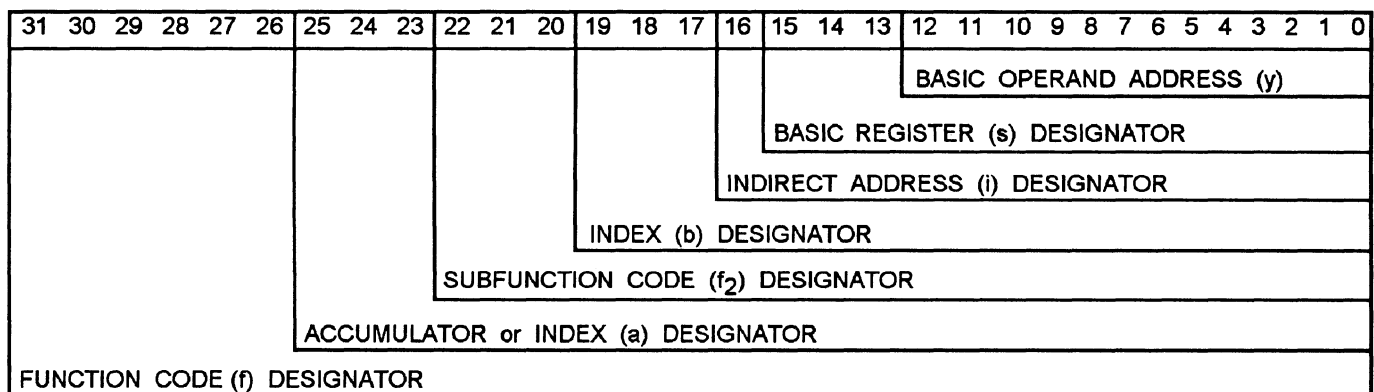 31 30 29 28 27 26 25 24 23 22 21 20 19 18 17 16 15 14 13 12 11 10 9 8 7 6 5 4 3 2 1 0
BASIC OPERAND ADDRESS (y)
BASIC REGISTER (s) DESIGNATOR
INDIRECT ADDRESS (i) DESIGNATOR
INDEX (b) DESIGNATOR
SUBFUNCTION CODE (f2) DESIGNATOR
ACCUMULATOR or INDEX (a) DESIGNATOR
FUNCTION CODE (f) DESIGNATOR